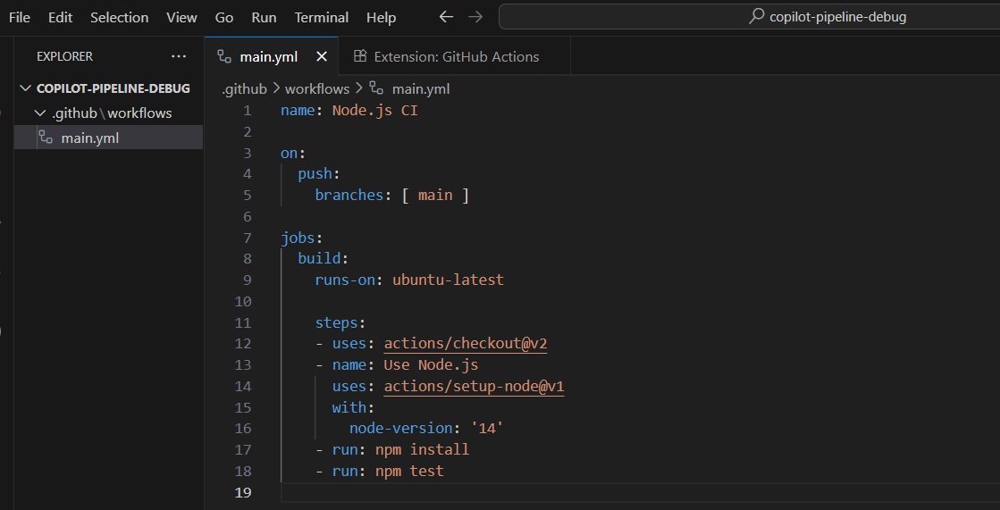 File Edit Selection View Go Run Terminal Help copilot-pipeline-debug
EXPLORER ···
COPILOT-PIPELINE-DEBUG
.github\workflows
main.yml
main.yml Extension: GitHub Actions
.github > workflows > main.yml
1 name: Node.js CI
2
3 on:
4 push:
5 branches: [ main ]
6
7 jobs:
8 build:
9 runs-on: ubuntu-latest
10
11 steps:
12 - uses: actions/checkout@v2
13 - name: Use Node.js
14 uses: actions/setup-node@v1
15 with:
16 node-version: '14'
17 - run: npm install
18 - run: npm test
19